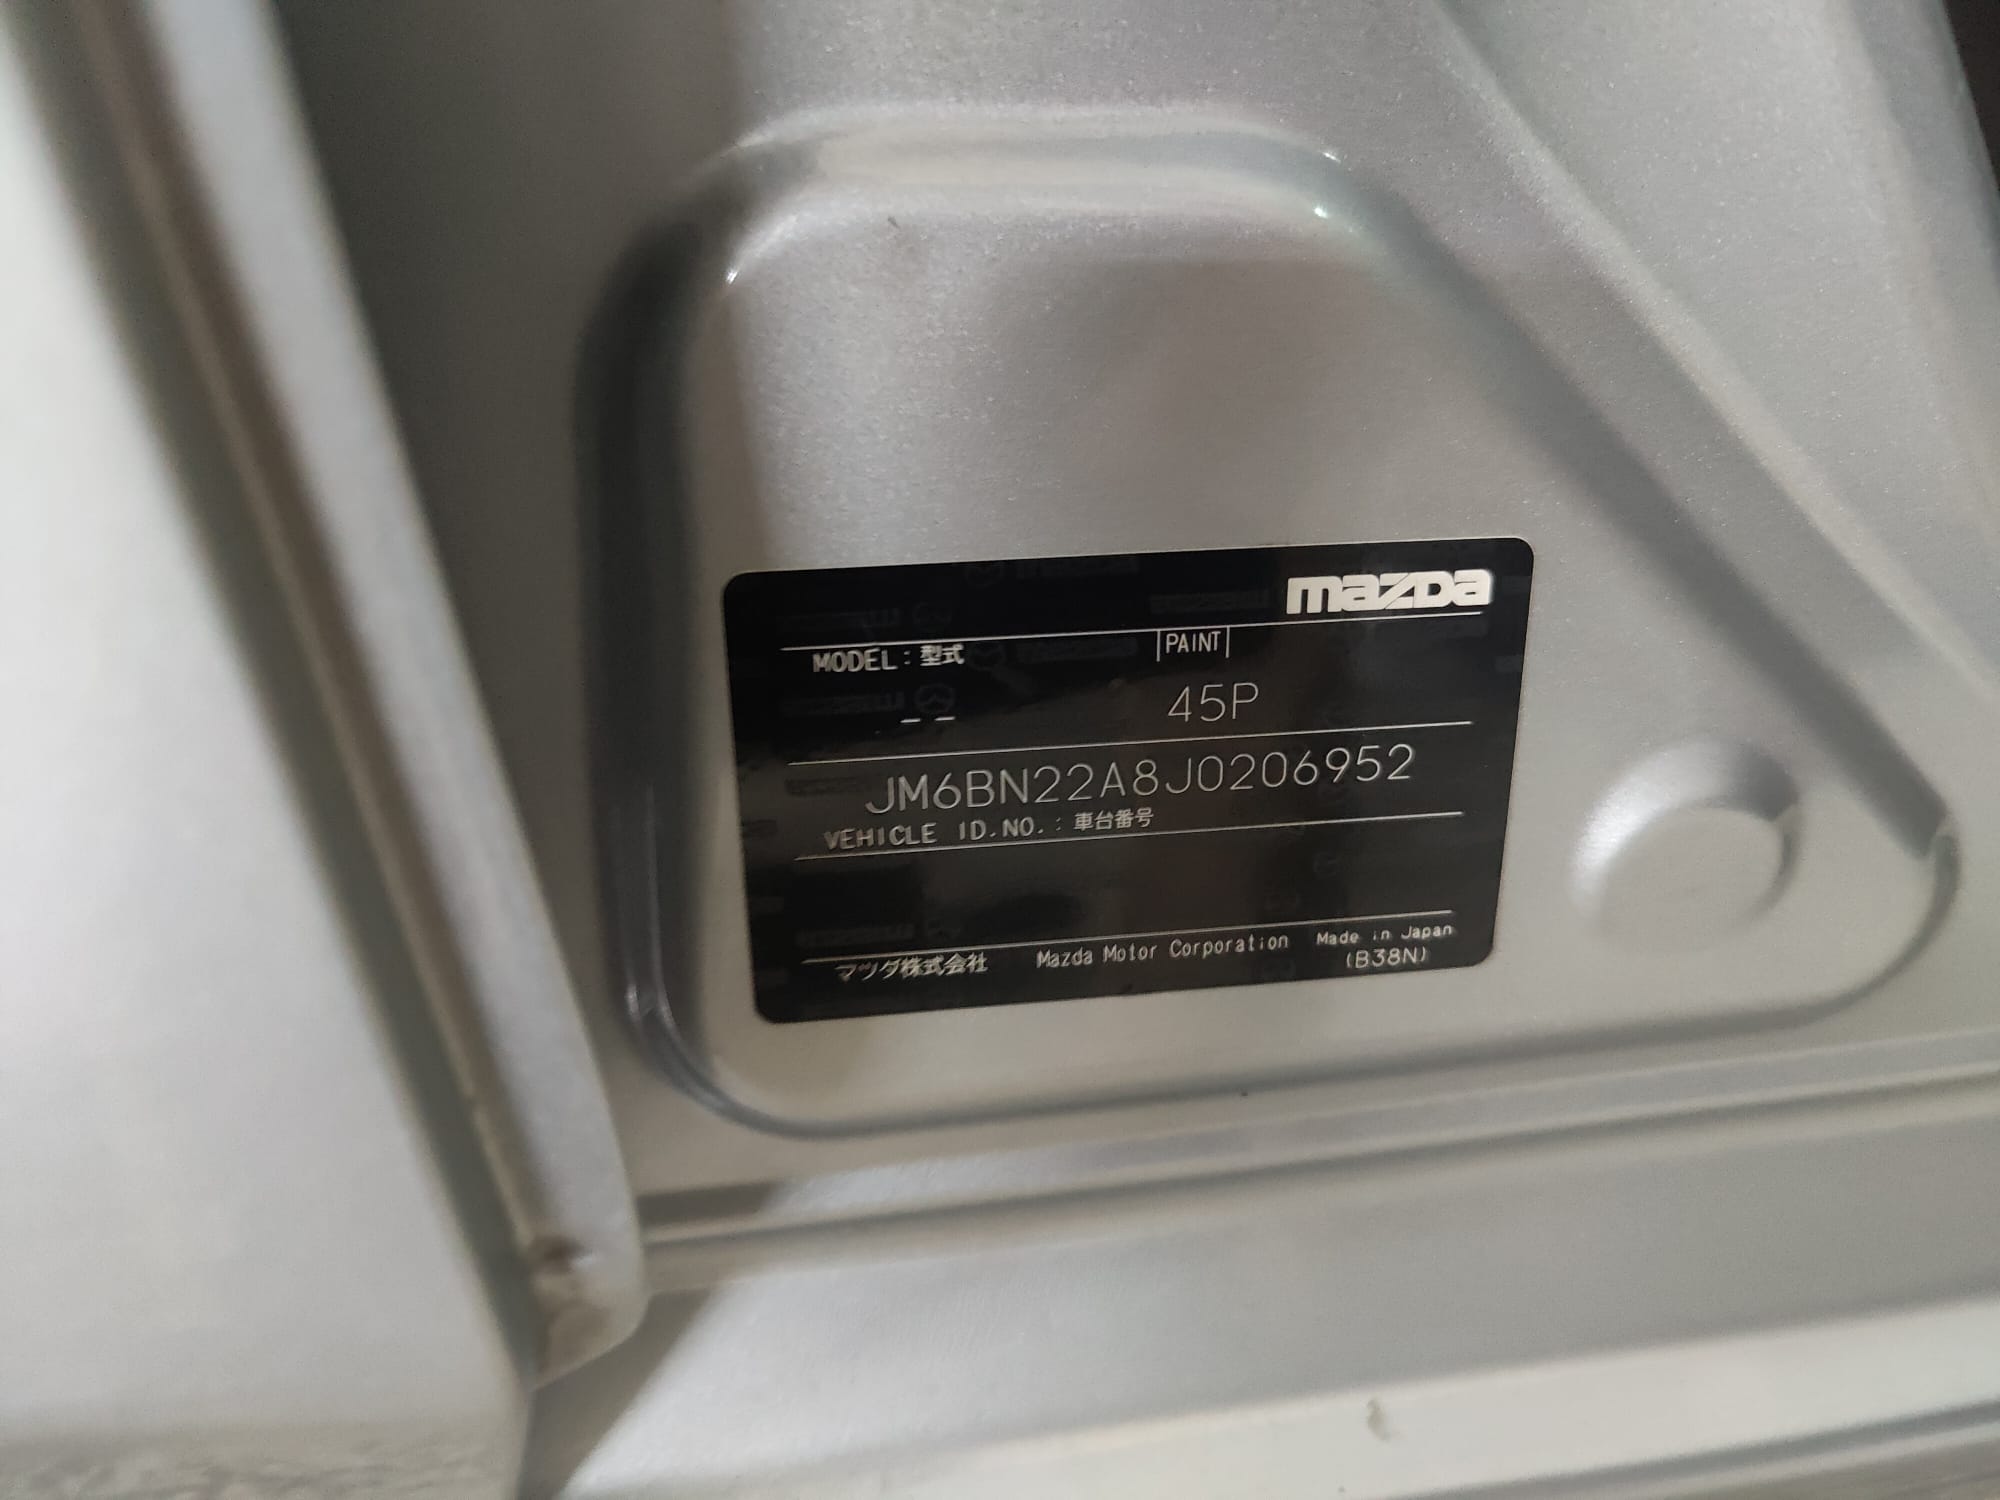 mazda
MODEL : 型式
PAINT
-- 45P
JM6BN22A8J0206952
VEHICLE ID.NO. : 車台番号
マツダ株式会社 Mazda Motor Corporation Made in Japan
(B38N)